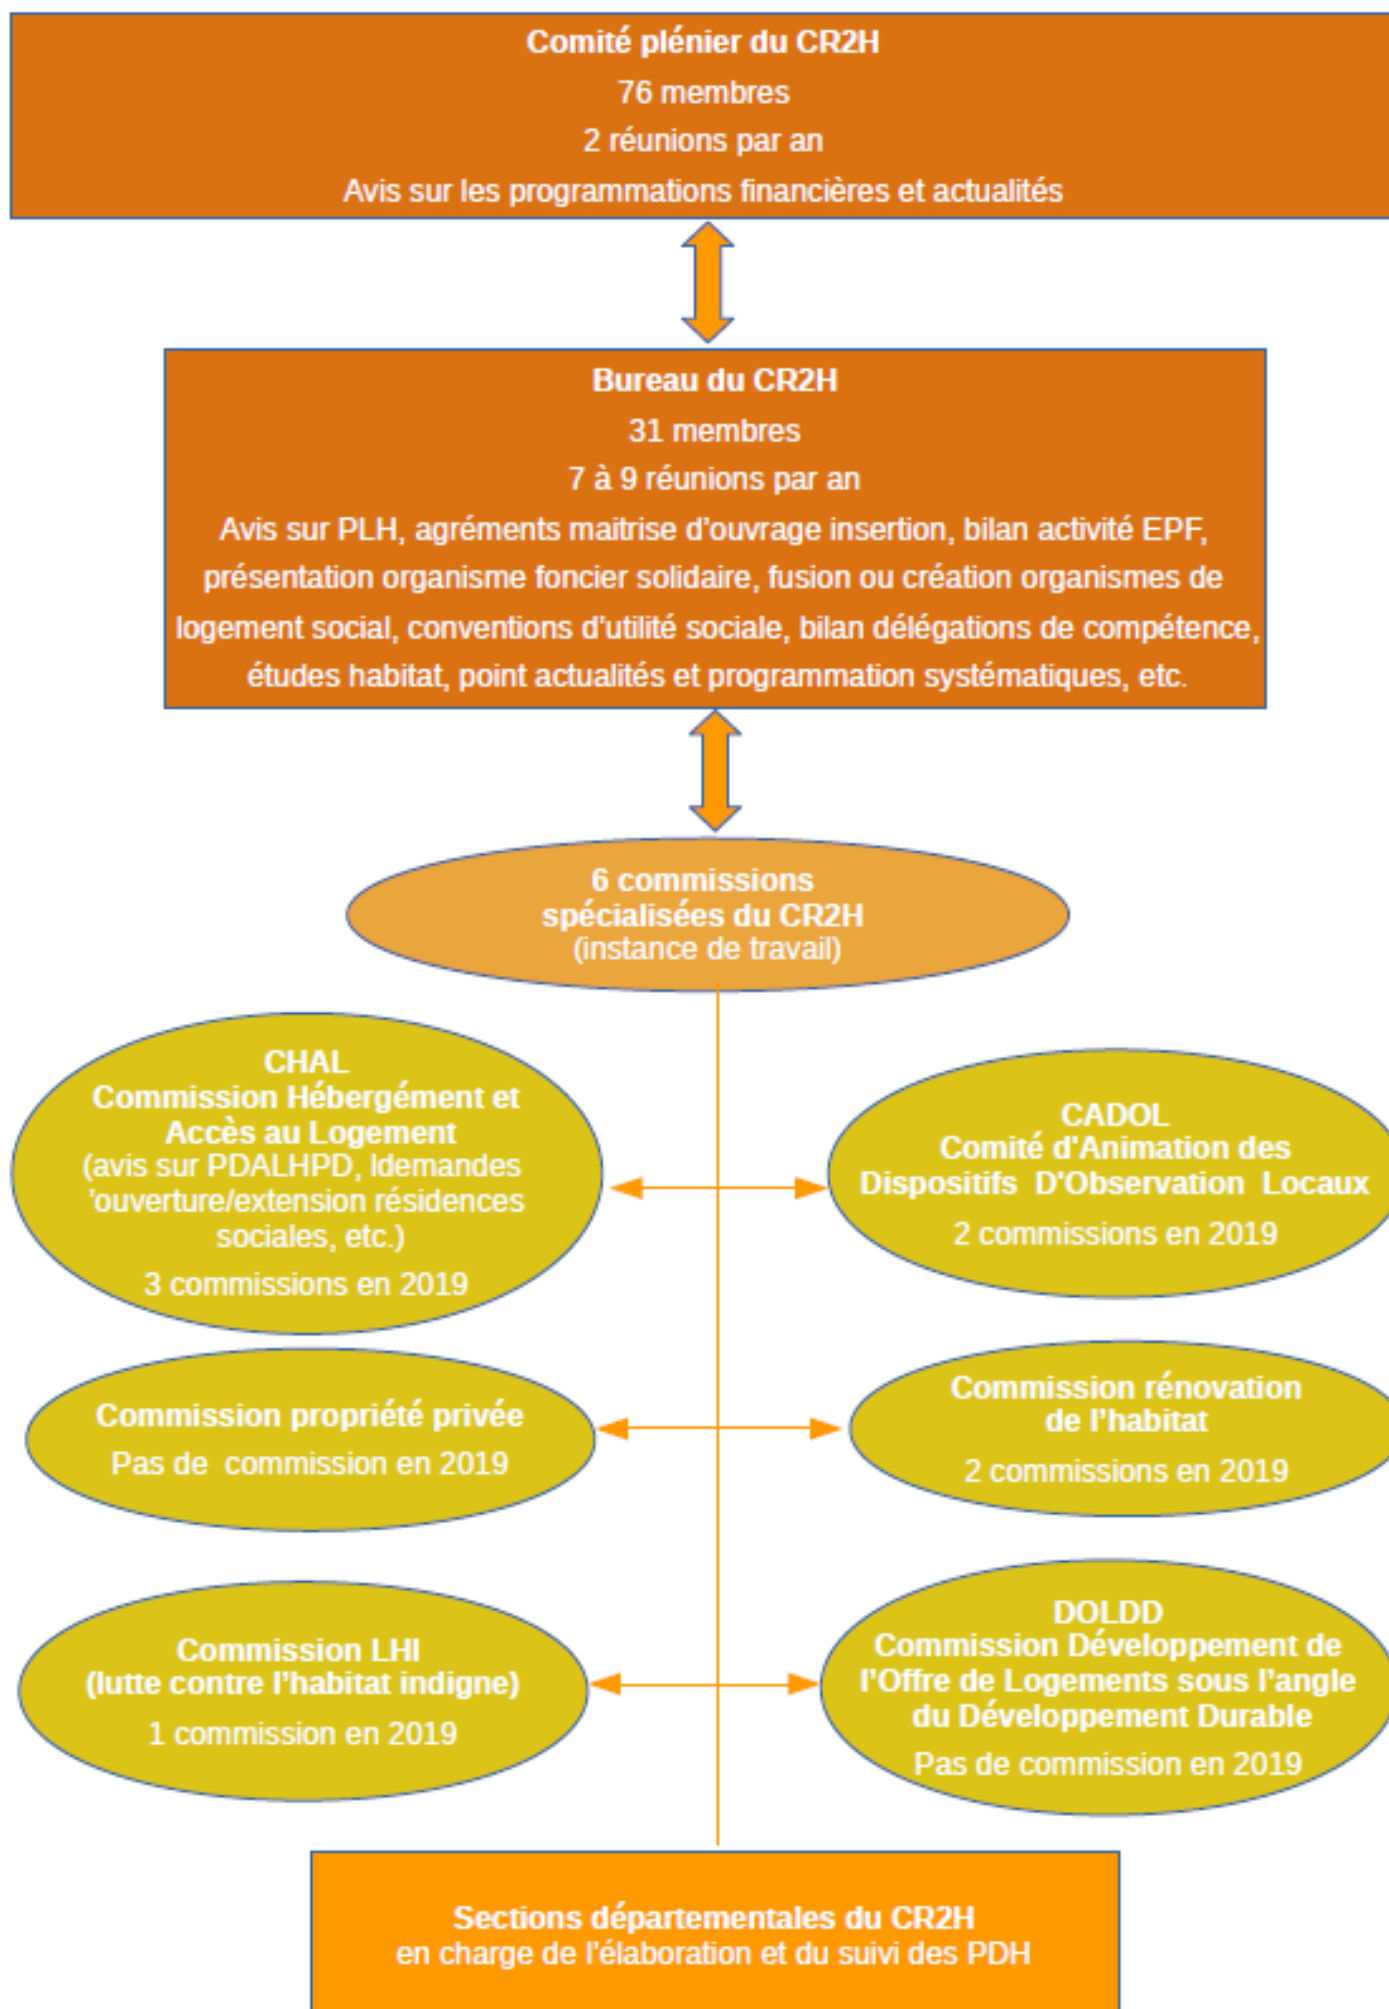 Comité plénier du CR2H
76 membres
2 réunions par an
Avis sur les programmations financières et actualités
Bureau du CR2H
31 membres
7 à 9 réunions par an
Avis sur PLH, agréments maitrise d'ouvrage insertion, bilan activité EPF,
présentation organisme foncier solidaire, fusion ou création organismes de
logement social, conventions d'utilité sociale, bilan délégations de compétence,
études habitat, point actualités et programmation systématiques, etc.
6 commissions
spécialisées du CR2H
(instance de travail)
CHAL
Commission Hébergément et
Accès au Logement
(avis sur PDALHPD, ldemandes
'ouverture/extension résidences
sociales, etc.)
3 commissions en 2019
CADOL
Comité d'Animation des
Dispositifs D'Observation Locaux
2 commissions en 2019
Commission propriété privée
Pas de commission en 2019
Commission rénovation
de l'habitat
2 commissions en 2019
Commission LHI
(lutte contre l'habitat indigne)
1 commission en 2019
DOLDD
Commission Développement de
l'Offre de Logements sous l'angle
du Développement Durable
Pas de commission en 2019
Sections départementales du CR2H
en charge de l'élaboration et du suivi des PDH